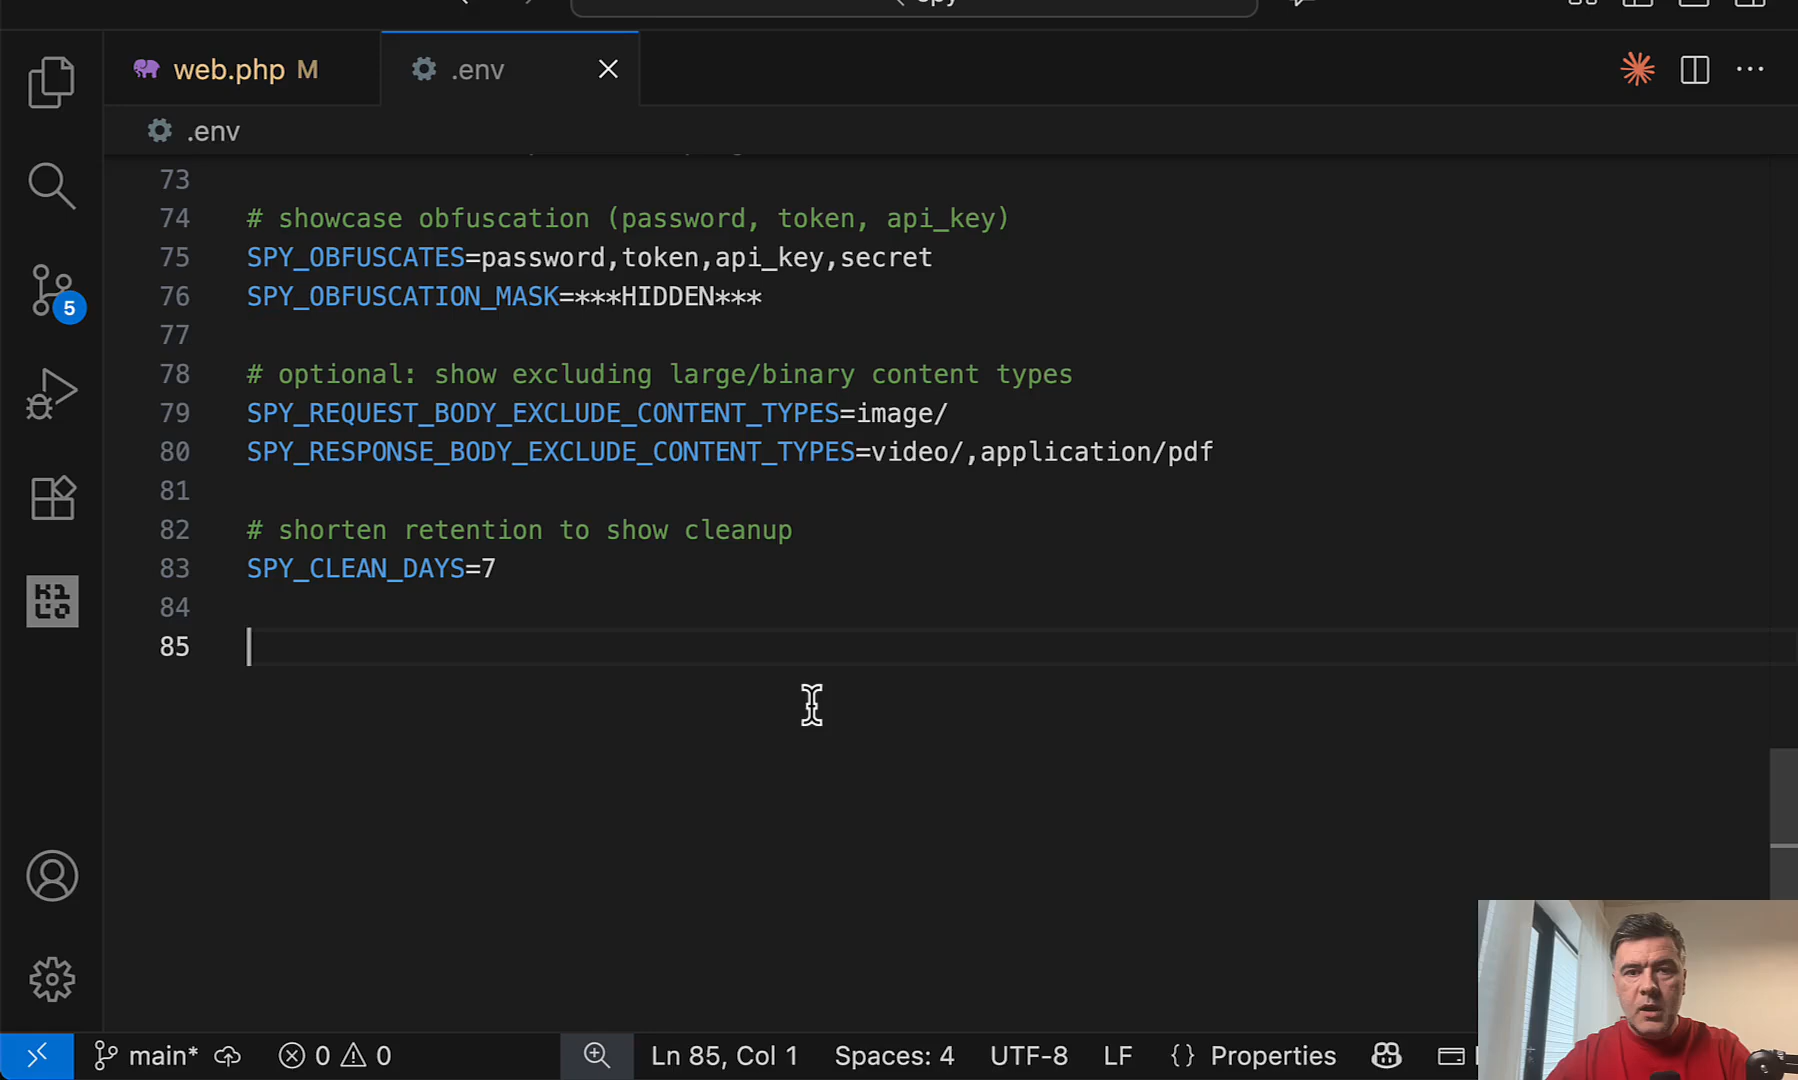 web.php M
.env
.env
73
74 # showcase obfuscation (password, token, api_key)
75 SPY_OBFUSCATES=password,token,api_key,secret
76 SPY_OBFUSCATION_MASK=***HIDDEN***
77
78 # optional: show excluding large/binary content types
79 SPY_REQUEST_BODY_EXCLUDE_CONTENT_TYPES=image/
80 SPY_RESPONSE_BODY_EXCLUDE_CONTENT_TYPES=video/,application/pdf
81
82 # shorten retention to show cleanup
83 SPY_CLEAN_DAYS=7
84
85
5
main* 0 0 Ln 85, Col 1 Spaces: 4 UTF-8 LF {} Properties